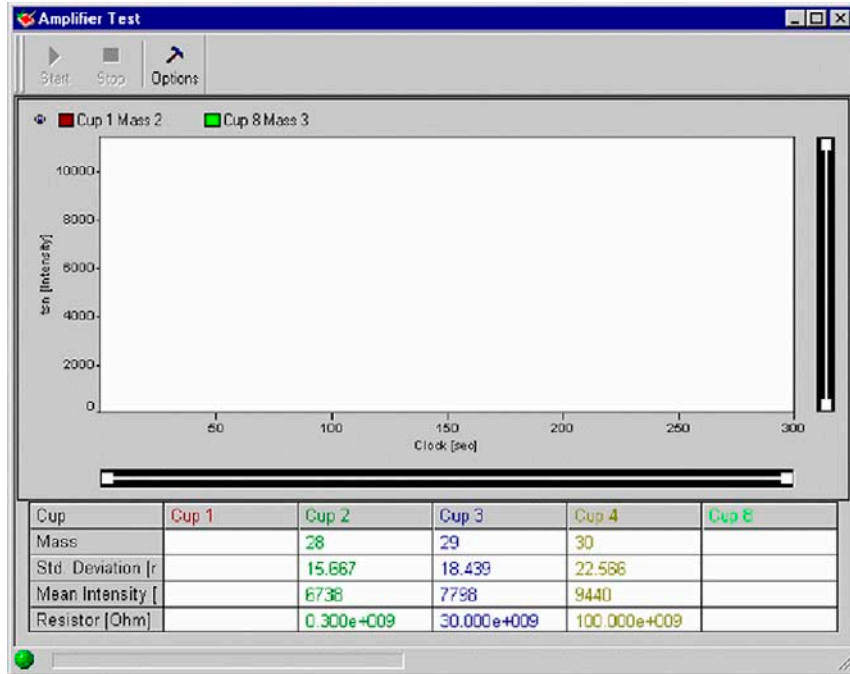 Amplifier Test
Start Stop Options
Cup 1 Mass 2 Cup 8 Mass 3
10000
8000
6000
4000
2000
0
tsn [Intensity]
50 100 150 200 250 300
Clock [sec]
Cup Cup 1 Cup 2 Cup 3 Cup 4 Cup 8
Mass 28 29 30
Std. Deviation [r 15.667 18.439 22.566
Mean Intensity [ 6738 7798 9440
Resistor [Ohm] 0.300e+009 30.000e+009 100.000e+009